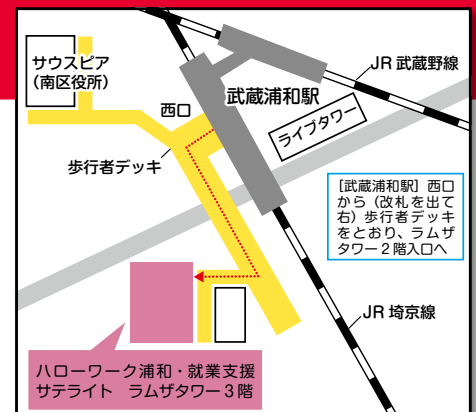 サウスピア
（南区役所）
JR 武蔵野線
武蔵浦和駅
西口
ライブタワー
歩行者デッキ
［武蔵浦和駅］西口
から（改札を出て
右）歩行者デッキ
をとおり、ラムザ
タワー２階入口へ
JR 埼京線
ハローワーク浦和・就業支援
サテライト　ラムザタワー３階